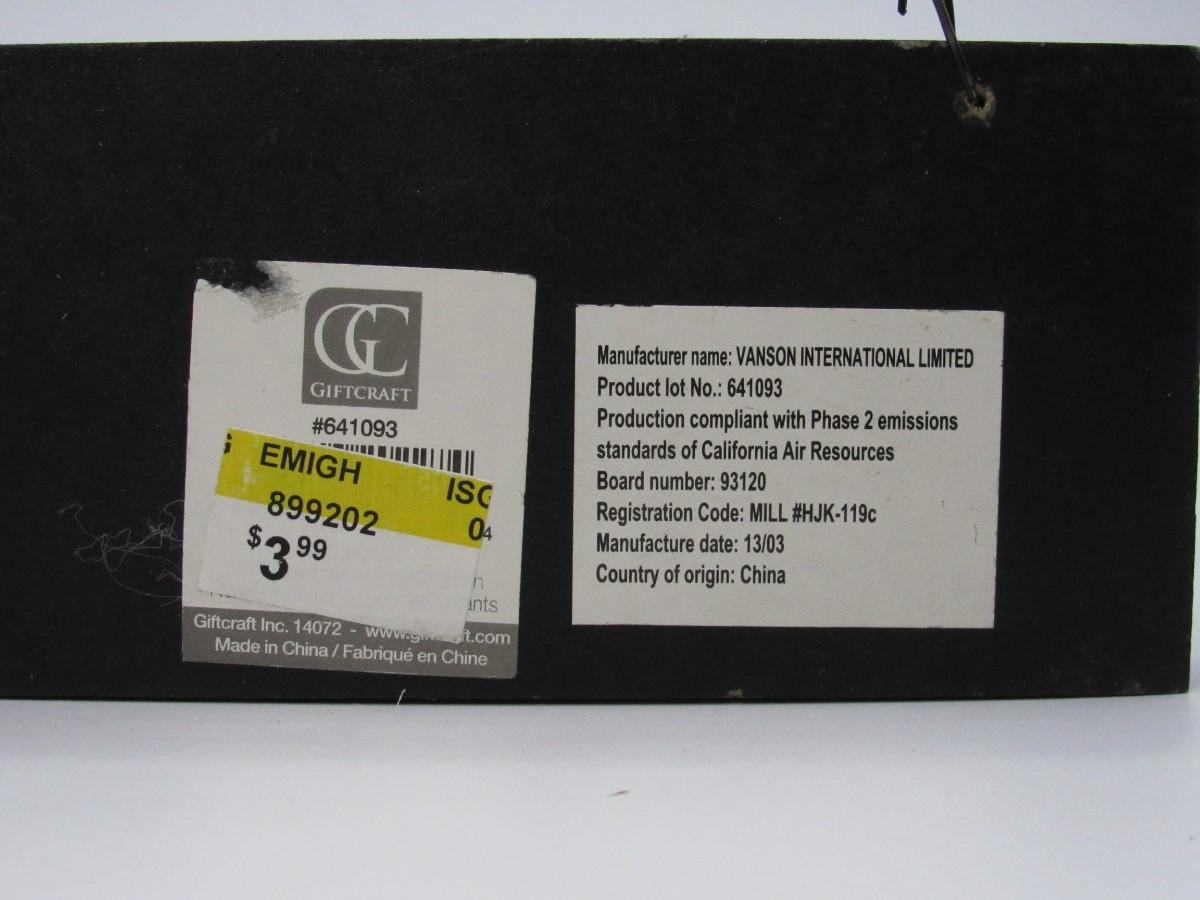 GC
GIFTCRAFT
#641093
EMIGH ISG
899202 04
$3.99
Giftcraft Inc. 14072 -
Made in China / Fabriqué en Chine
Manufacturer name: VANSON INTERNATIONAL LIMITED
Product lot No.: 641093
Production compliant with Phase 2 emissions
standards of California Air Resources
Board number: 93120
Registration Code: MILL #HJK-119c
Manufacture date: 13/03
Country of origin: China